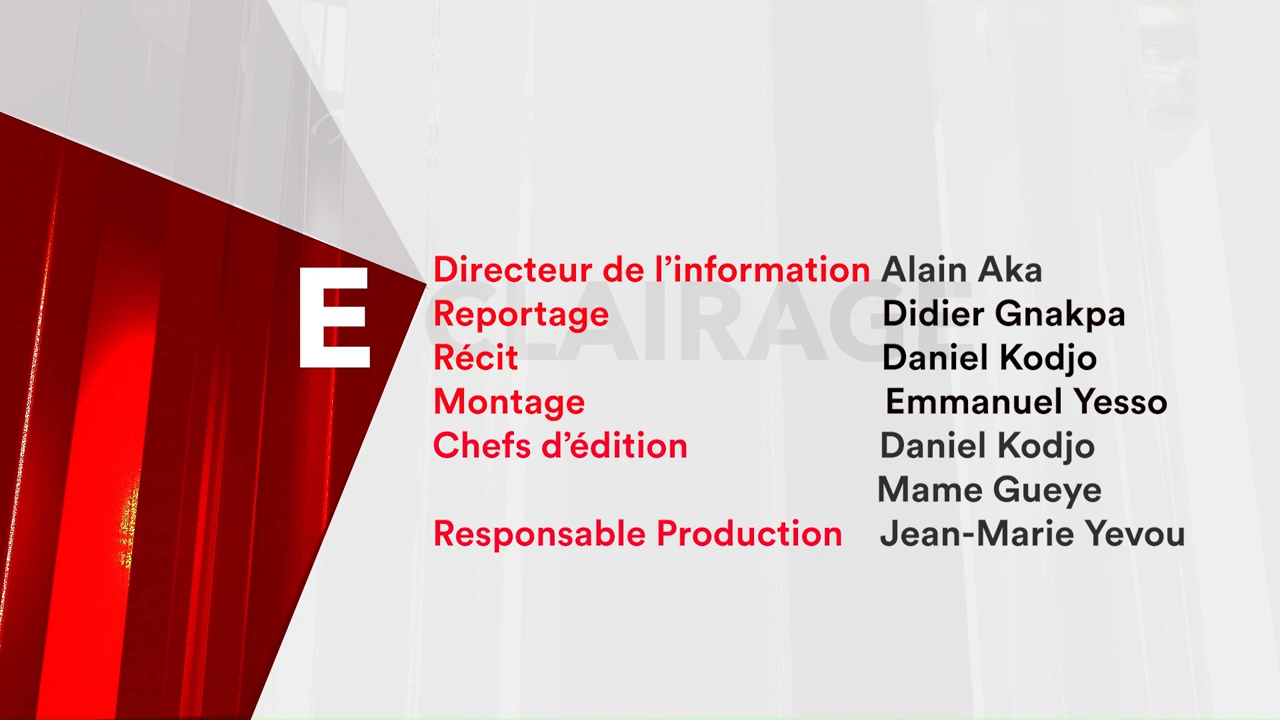 ECLAIRAGE
Directeur de l’information Alain Aka
Reportage Didier Gnakpa
Récit Daniel Kodjo
Montage Emmanuel Yesso
Chefs d’édition Daniel Kodjo
Mame Gueye
Responsable Production Jean-Marie Yevou